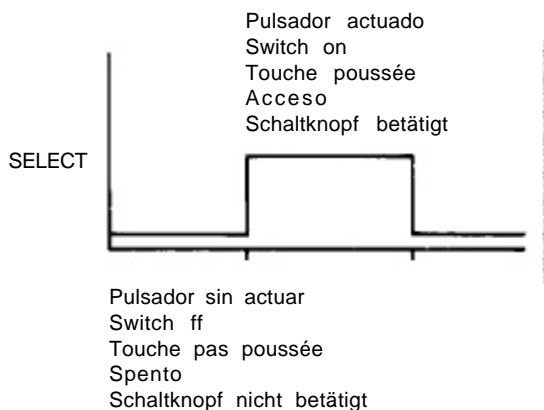 Pulsador actuado
Switch on
Touche poussée
Acceso
Schaltknopf betätigt
SELECT
Pulsador sin actuar
Switch ff
Touche pas poussée
Spento
Schaltknopf nicht betätigt